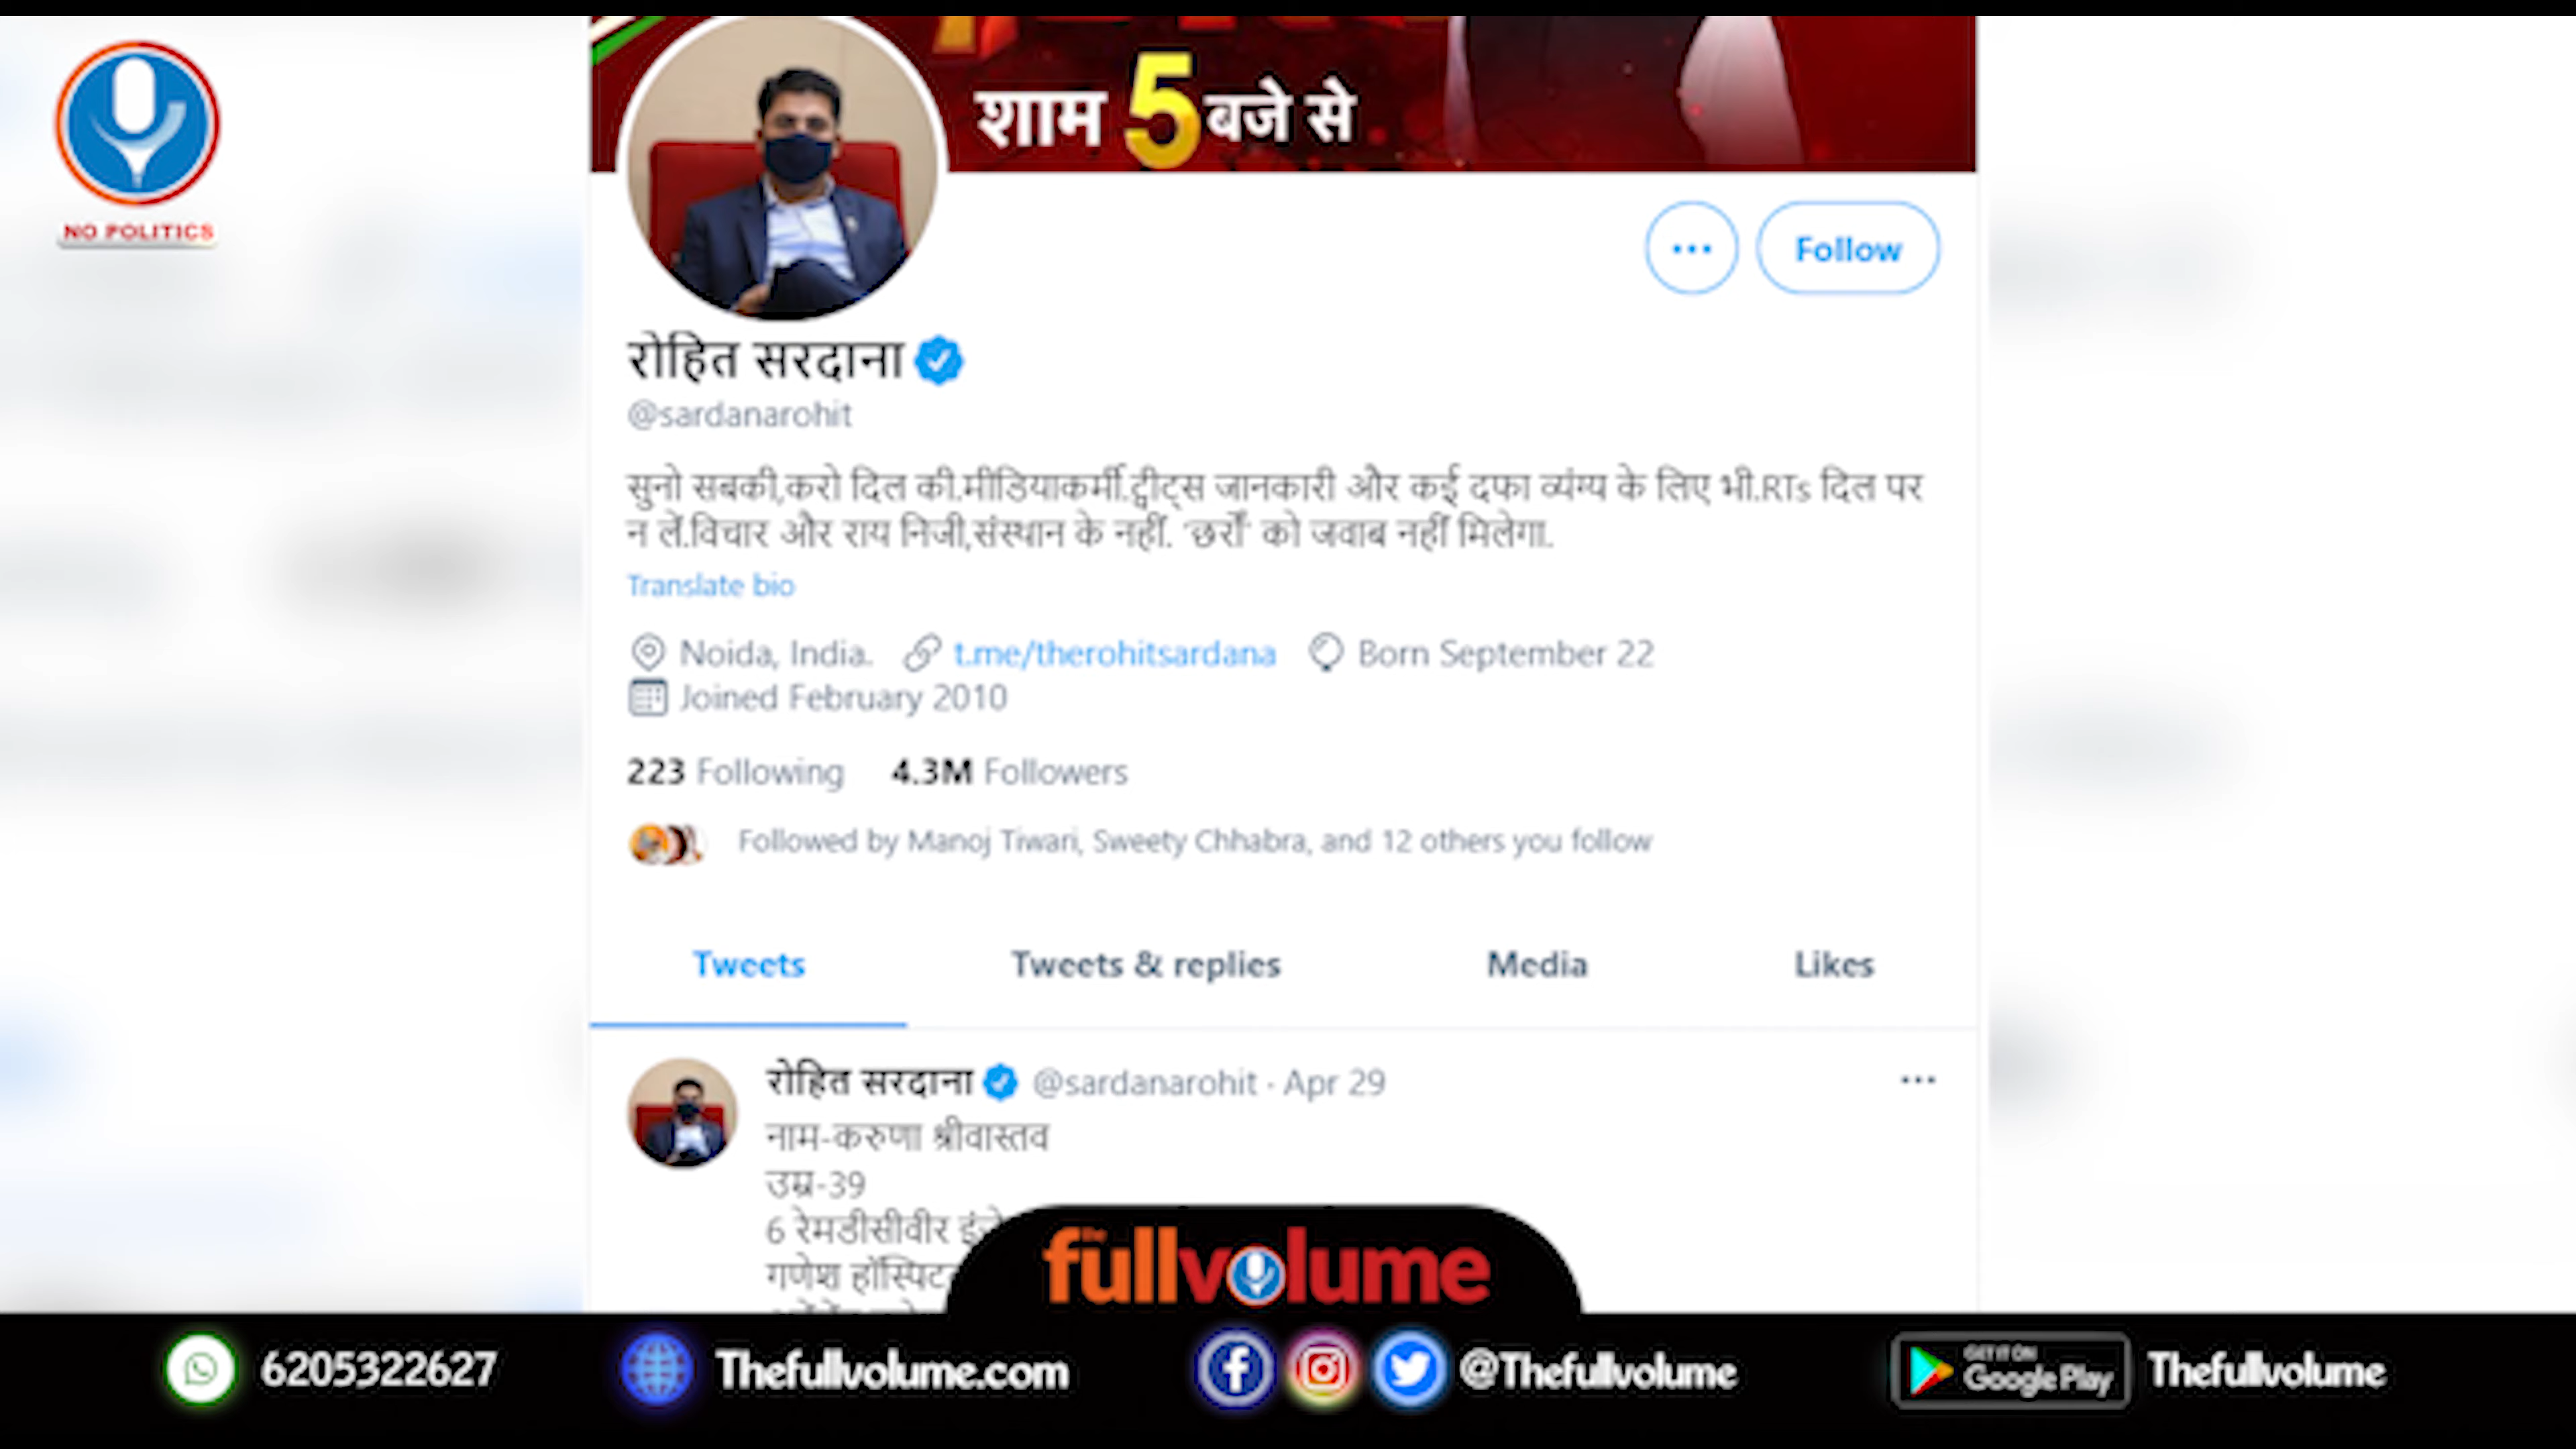 शाम 5 बजे से
NO POLITICS
Follow
रोहित सरदाना
@sardanarohit
सुनो सबकी,करो दिल की.मीडियाकर्मी.ट्वीट्स जानकारी और कई दफा व्यंग्य के लिए भी.RTs दिल पर
न लें.विचार और राय निजी,संस्थान के नहीं. 'छर्रों' को जवाब नहीं मिलेगा.
Translate bio
Noida, India. t.me/therohitsardana Born September 22
Joined February 2010
223 Following 4.3M Followers
Followed by Manoj Tiwari, Sweety Chhabra, and 12 others you follow
Tweets Tweets & replies Media Likes
रोहित सरदाना @sardanarohit · Apr 29
नाम-करुणा श्रीवास्तव
उम्र-39
6 रेमडीसीवीर
गणेश
the fullvolume
6205322627 Thefullvolume.com @Thefullvolume GET IT ON Google Play Thefullvolume